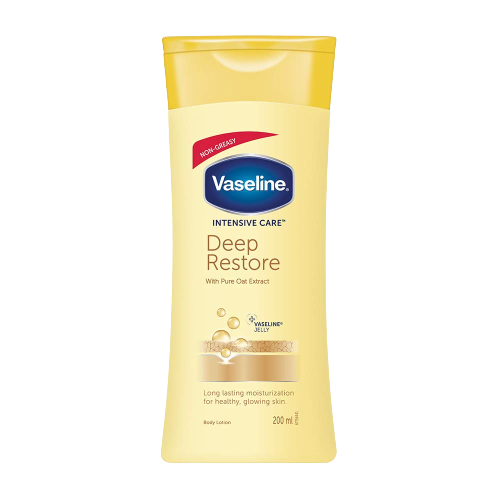 NON-GREASY
Vaseline®
INTENSIVE CARE™
Deep
Restore
With Pure Oat Extract
VASELINE®
JELLY
Long lasting moisturization
for healthy, glowing skin.
Body Lotion
200 ml